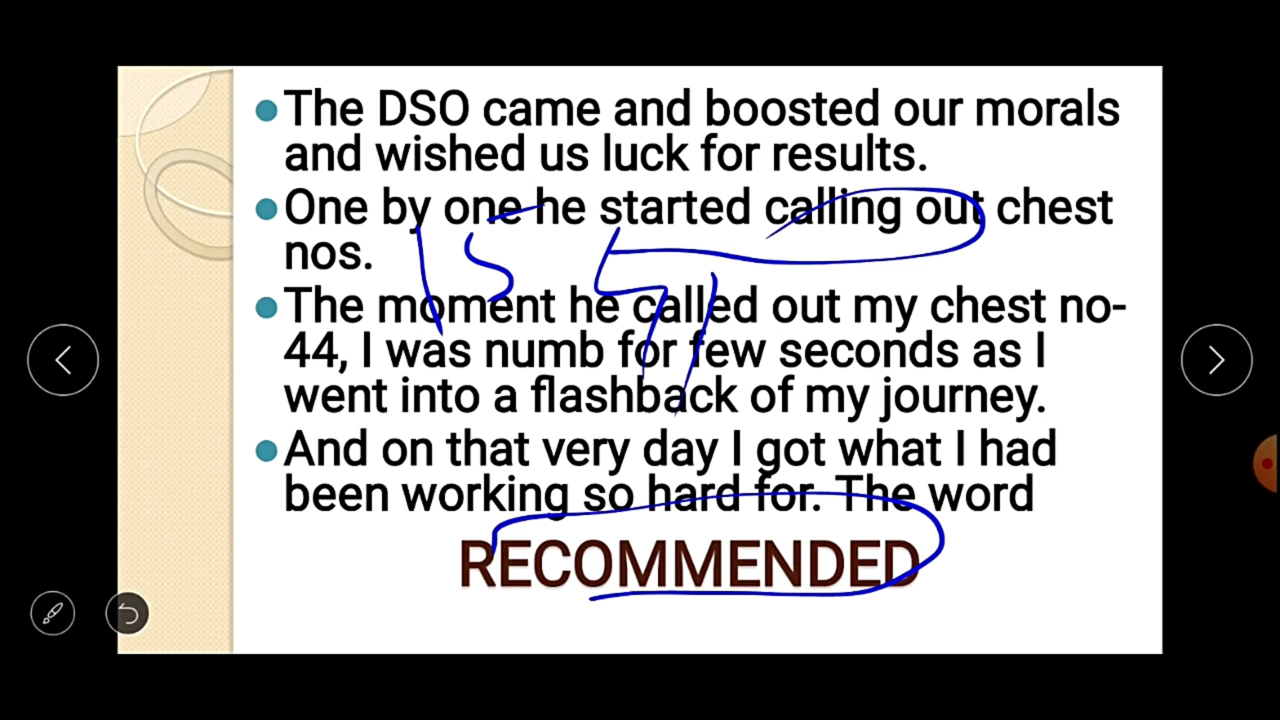 The DSO came and boosted our morals
and wished us luck for results.
One by one he started calling out chest
nos.
The moment he called out my chest no-
44, I was numb for few seconds as I
went into a flashback of my journey.
And on that very day I got what I had
been working so hard for. The word
RECOMMENDED